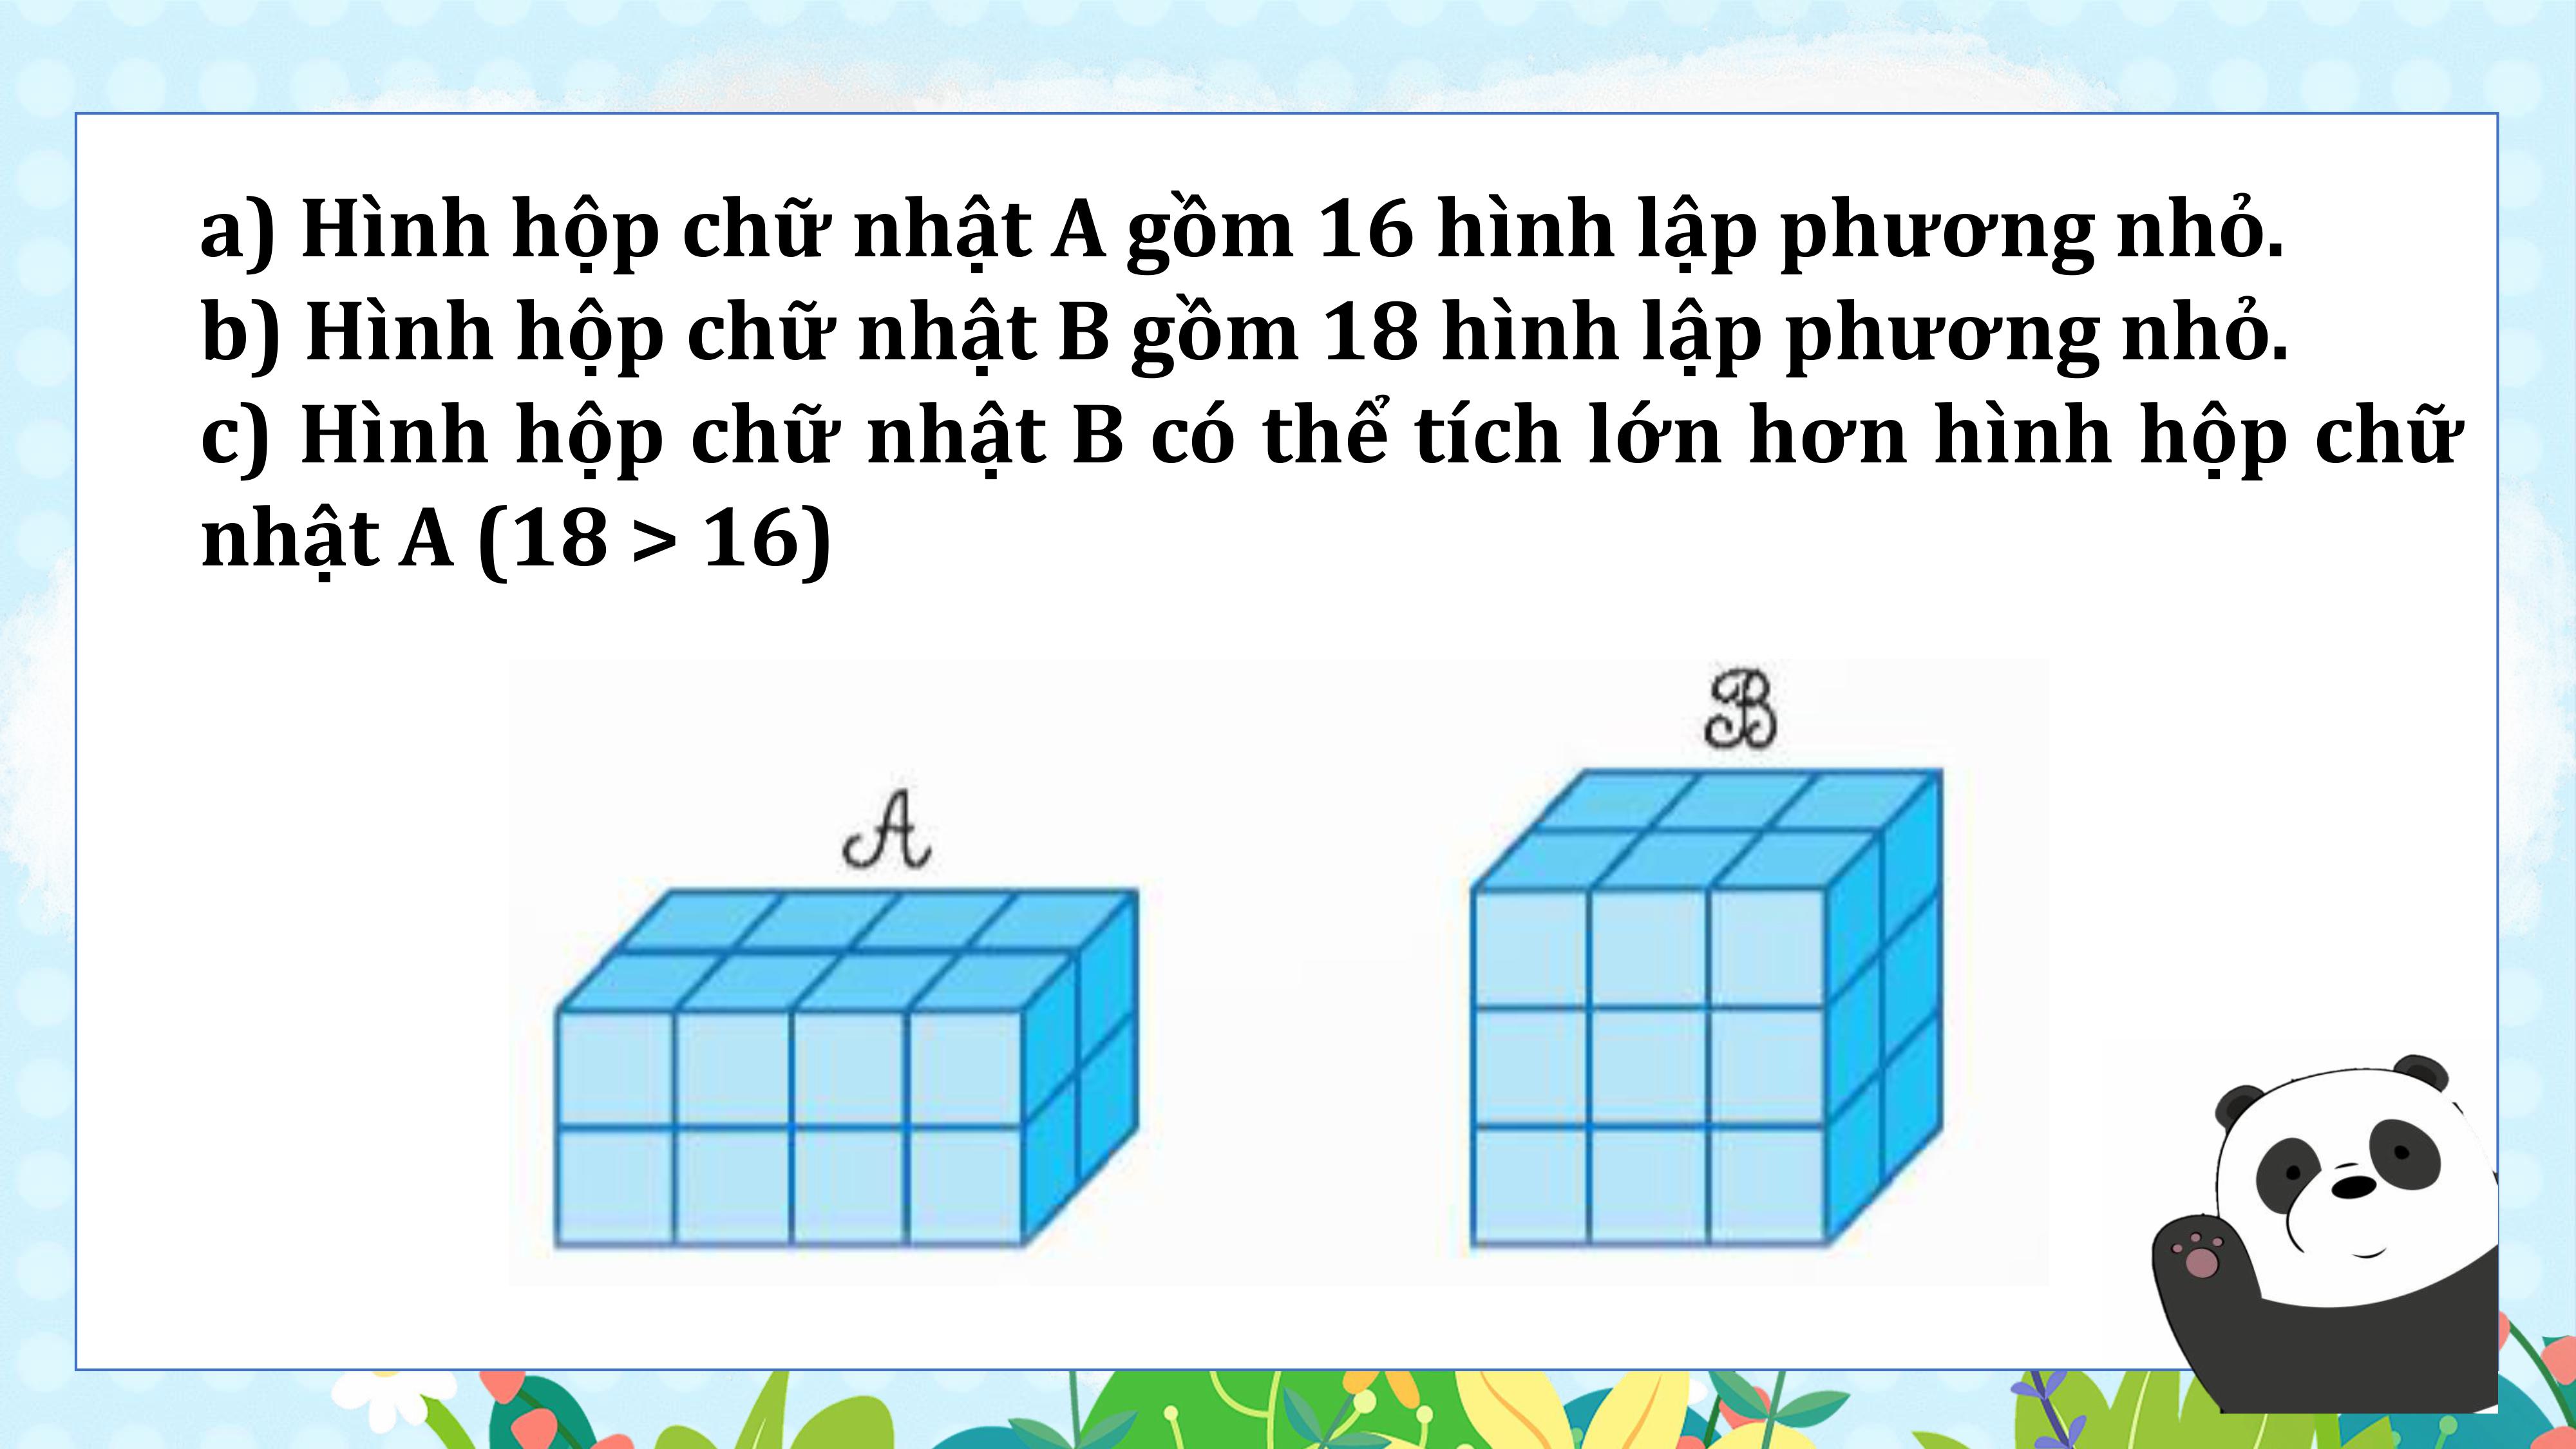 a) Hình hộp chữ nhật A gồm 16 hình lập phương nhỏ.
b) Hình hộp chữ nhật B gồm 18 hình lập phương nhỏ.
c) Hình hộp chữ nhật B có thể tích lớn hơn hình hộp chữ
nhật A (18 > 16)
B
A